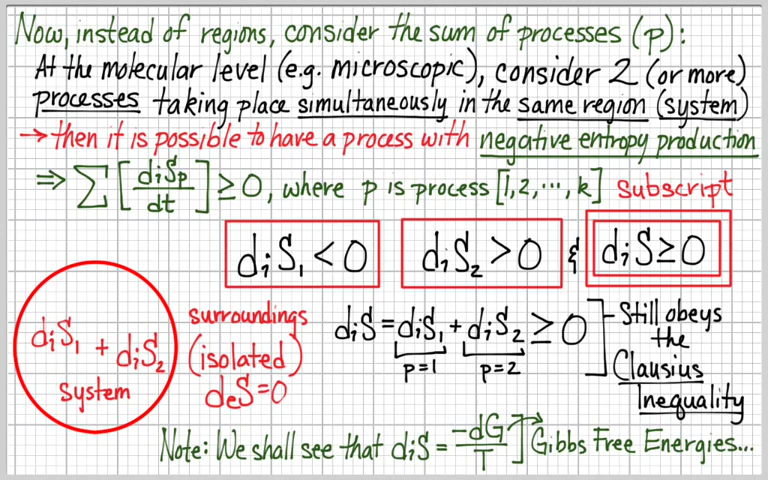 Now, instead of regions, consider the sum of processes (p):
At the molecular level (e.g. microscopic), consider 2 (or more)
processes taking place simultaneously in the same region (system)
→ then it is possible to have a process with negative entropy production
⇒ Σ [diSp/dt] ≥ 0, where p is process [1,2,...,k] subscript
diS1 < 0 diS2 > 0 & diS ≥ 0
diS1 + diS2
System
surroundings
(isolated)
deS=0
diS = diS1 + diS2 ≥ 0
p=1 p=2
Still obeys
the
Clausius
Inequality
Note: We shall see that diS = -dG/T] Gibbs Free Energies...